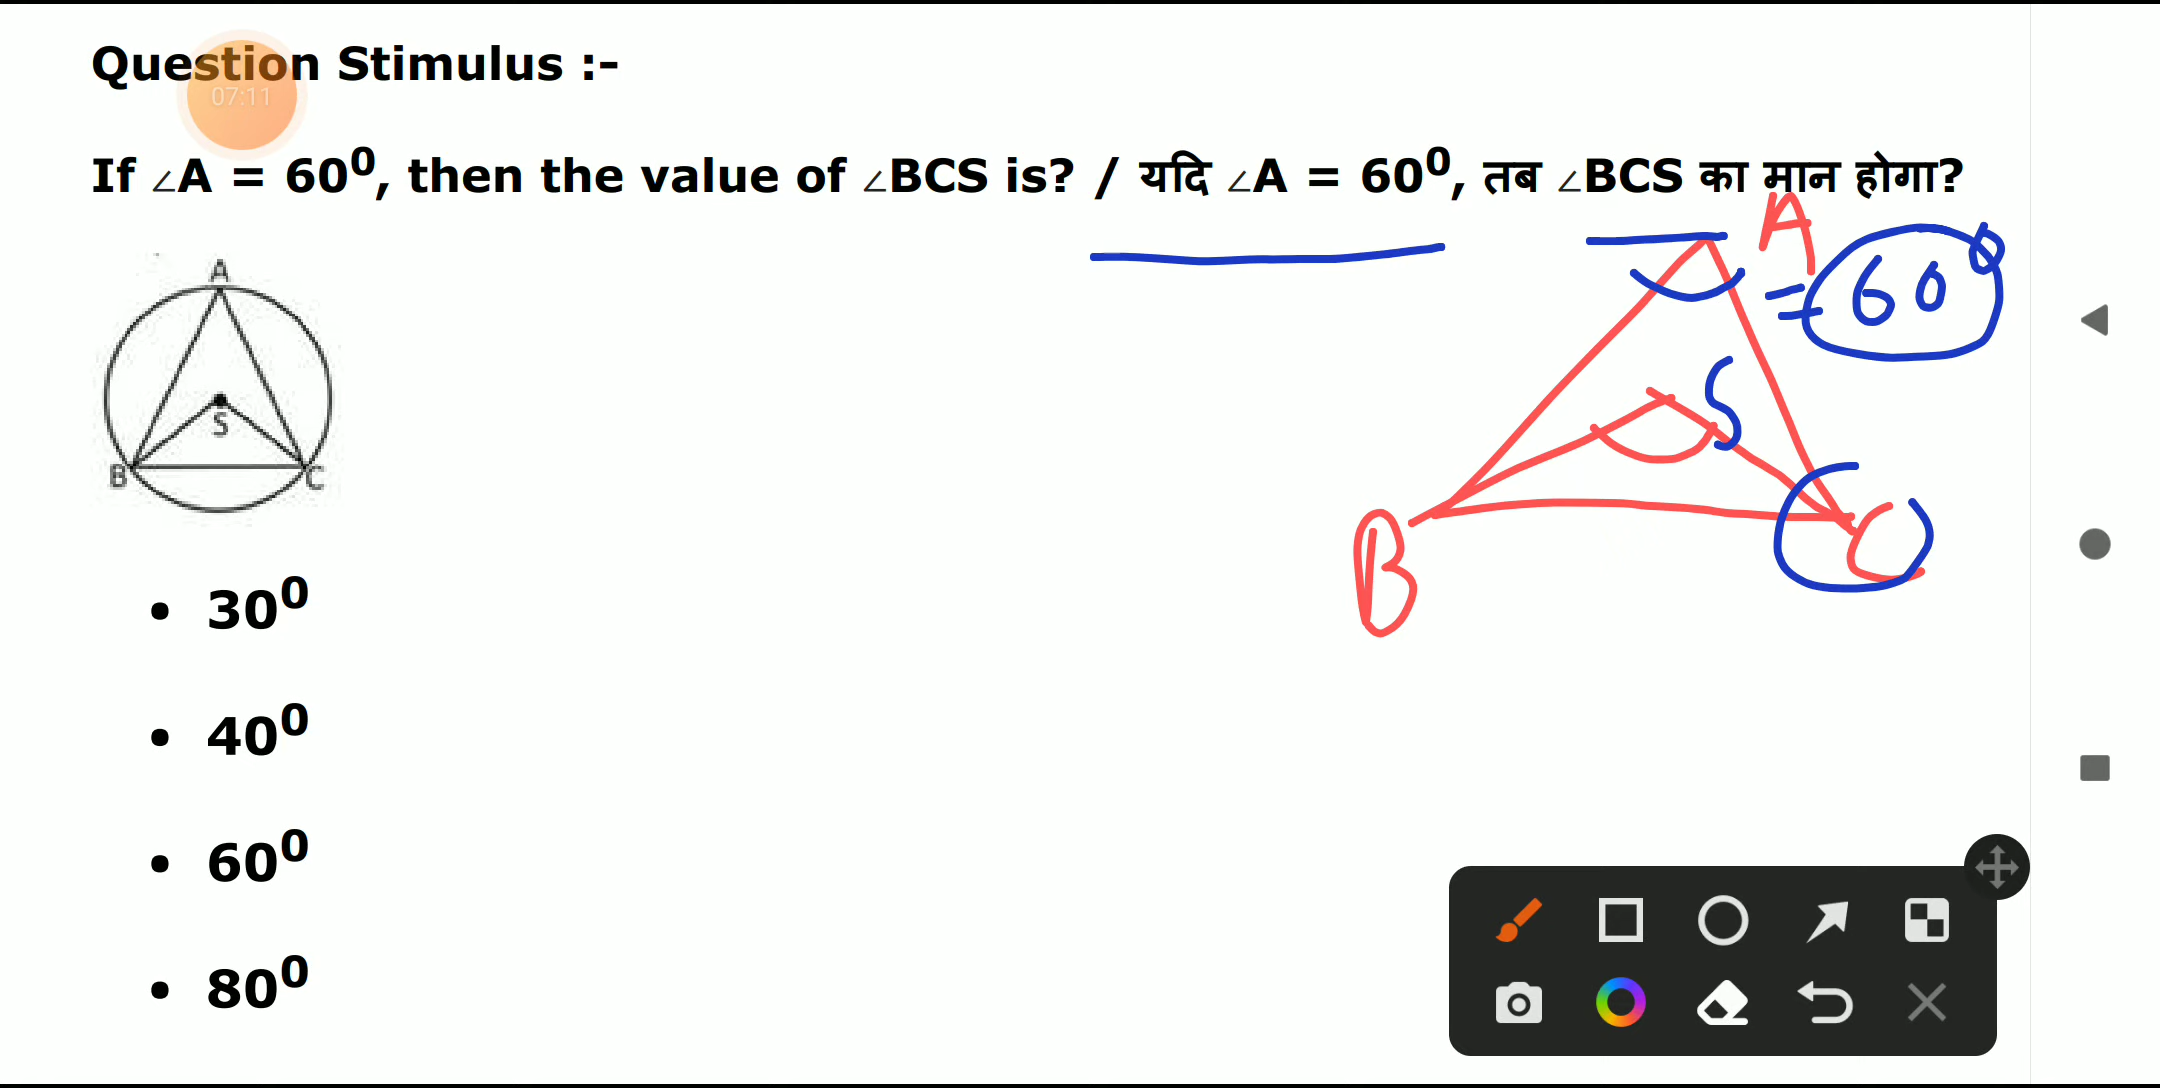 Question Stimulus :-
07:11
If ∠A = 60⁰, then the value of ∠BCS is? / यदि ∠A = 60⁰, तब ∠BCS का मान होगा?
A
S
B C
A
= 60°
S
B C
• 30⁰
• 40⁰
• 60⁰
• 80⁰